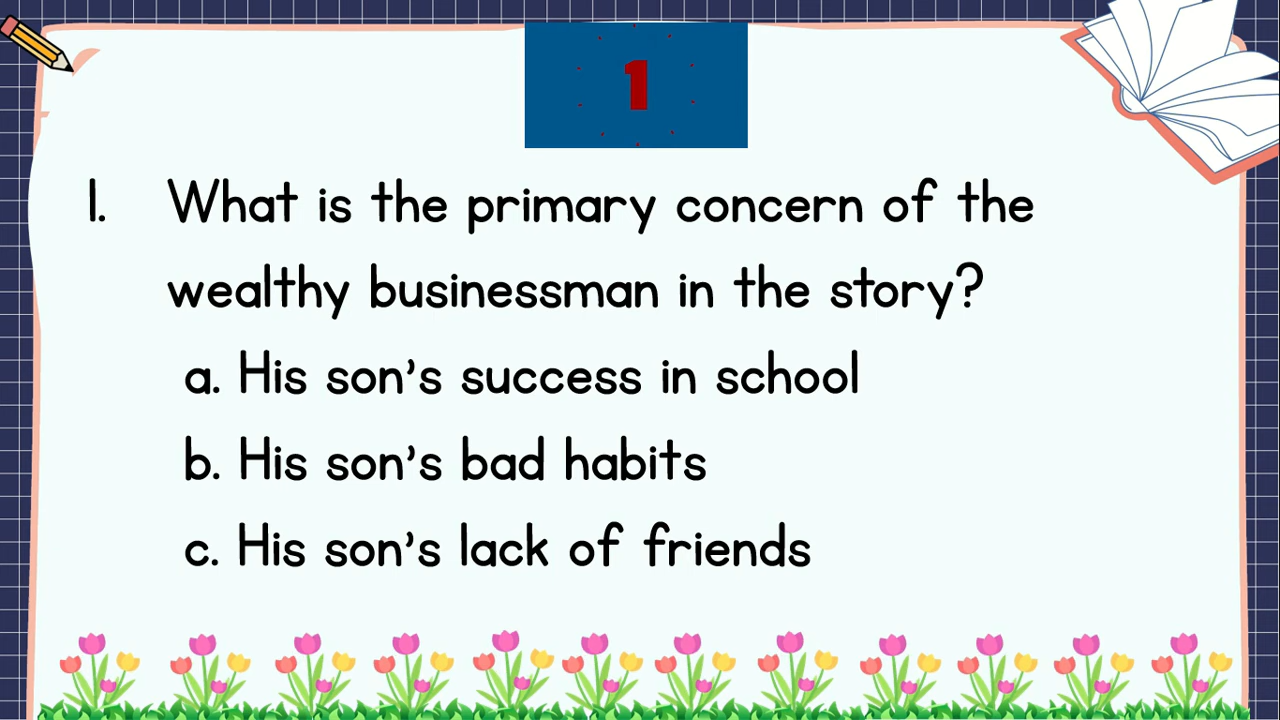 1
1. What is the primary concern of the
wealthy businessman in the story?
a. His son's success in school
b. His son's bad habits
c. His son's lack of friends